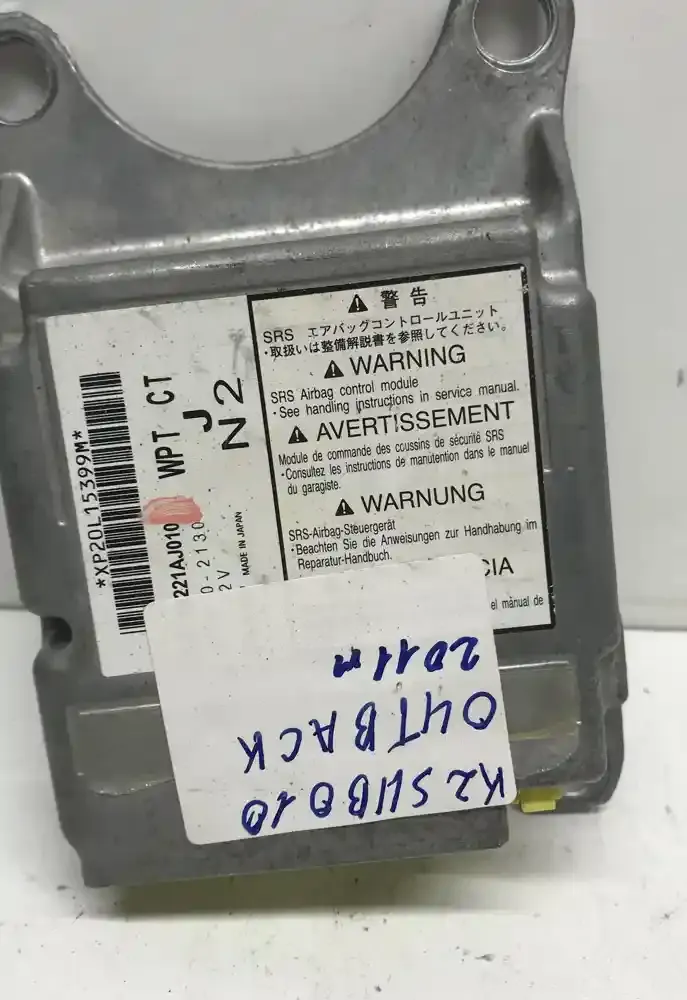 *XP20L15399M*
221AJ010 WPT CT
0-2130 J
2V N2
MADE IN JAPAN
警告
SRS エアバッグコントロールユニット
・取扱いは整備解説書を参照してください。
WARNING
SRS Airbag control module
・See handling instructions in service manual.
AVERTISSEMENT
Module de commande des coussins de sécurité SRS
・Consultez les instructions de manutention dans le manuel
du garagiste.
WARNUNG
SRS-Airbag-Steuergerät
・Beachten Sie die Anweisungen zur Handhabung im
Reparatur-Handbuch.
CIA
el mánual de
K2SUB010
OUTBACK
2011m